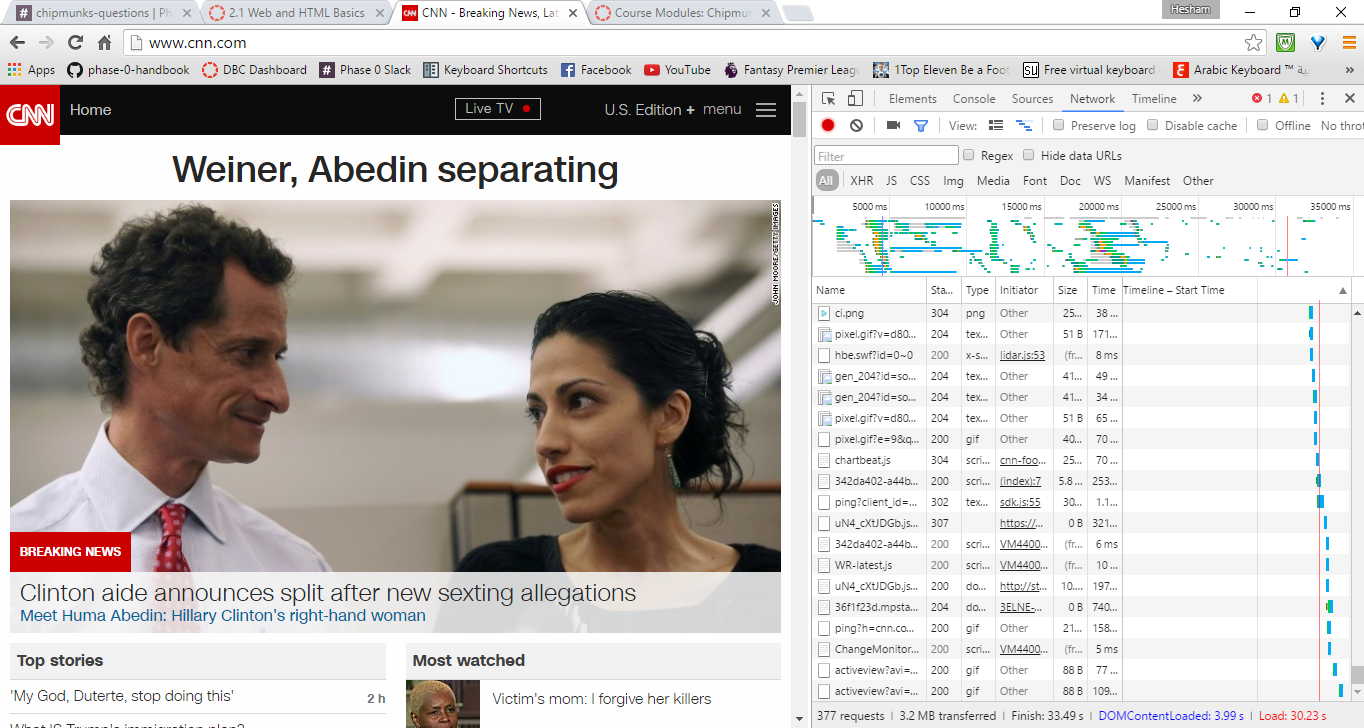 chipmunks-questions | Ph
2.1 Web and HTML Basics
CNN - Breaking News, Lat
Course Modules: Chipmun
Hesham
www.cnn.com
Apps phase-0-handbook DBC Dashboard Phase 0 Slack Keyboard Shortcuts Facebook YouTube Fantasy Premier Leag 1Top Eleven Be a Foot Free virtual keyboard Arabic Keyboard ™ »
CNN Home Live TV U.S. Edition + menu
Weiner, Abedin separating
JOHN MOORE/GETTY IMAGES
BREAKING NEWS
Clinton aide announces split after new sexting allegations
Meet Huma Abedin: Hillary Clinton's right-hand woman
Top stories
'My God, Duterte, stop doing this' 2 h
What IS Trump's immigration plan?
Most watched
Victim's mom: I forgive her killers
Elements Console Sources Network Timeline » 1 1
View: Preserve log Disable cache Offline No throt
Filter Regex Hide data URLs
All XHR JS CSS Img Media Font Doc WS Manifest Other
5000 ms 10000 ms 15000 ms 20000 ms 25000 ms 30000 ms 35000 ms
Name Sta... Type Initiator Size Time Timeline – Start Time
ci.png 304 png Other 25... 38 ...
pixel.gif?v=d80... 204 tex... Other 51 B 171...
hbe.swf?id=0~0 200 x-s... lidar.js:53 (fr... 8 ms
gen_204?id=so... 204 tex... Other 41... 49 ...
gen_204?id=so... 204 tex... Other 41... 34 ...
pixel.gif?v=d80... 204 tex... Other 51 B 65 ...
pixel.gif?e=9&q... 200 gif Other 40... 70 ...
chartbeat.js 304 scri... cnn-foo... 25... 70 ...
342da402-a44b... 200 scri... (index):7 5.8 ... 253...
ping?client_id=... 302 tex... sdk.js:55 30... 1.1...
uN4_cXtJDGb.js... 307 https://... 0 B 321...
342da402-a44b... 200 scri... VM4400... (fr... 6 ms
WR-latest.js 200 scri... VM4400... (fr... 10 ...
uN4_cXtJDGb.js... 200 do... http://st... 10... 197...
36f1f23d.mpsta... 204 do... 3ELNE-... 0 B 740...
ping?h=cnn.co... 200 gif Other 21... 158...
ChangeMonitor... 200 scri... VM4400... (fr... 5 ms
activeview?avi=... 200 gif Other 88 B 77 ...
activeview?avi=... 200 gif Other 88 B 109...
377 requests | 3.2 MB transferred | Finish: 33.49 s | DOMContentLoaded: 3.99 s | Load: 30.23 s